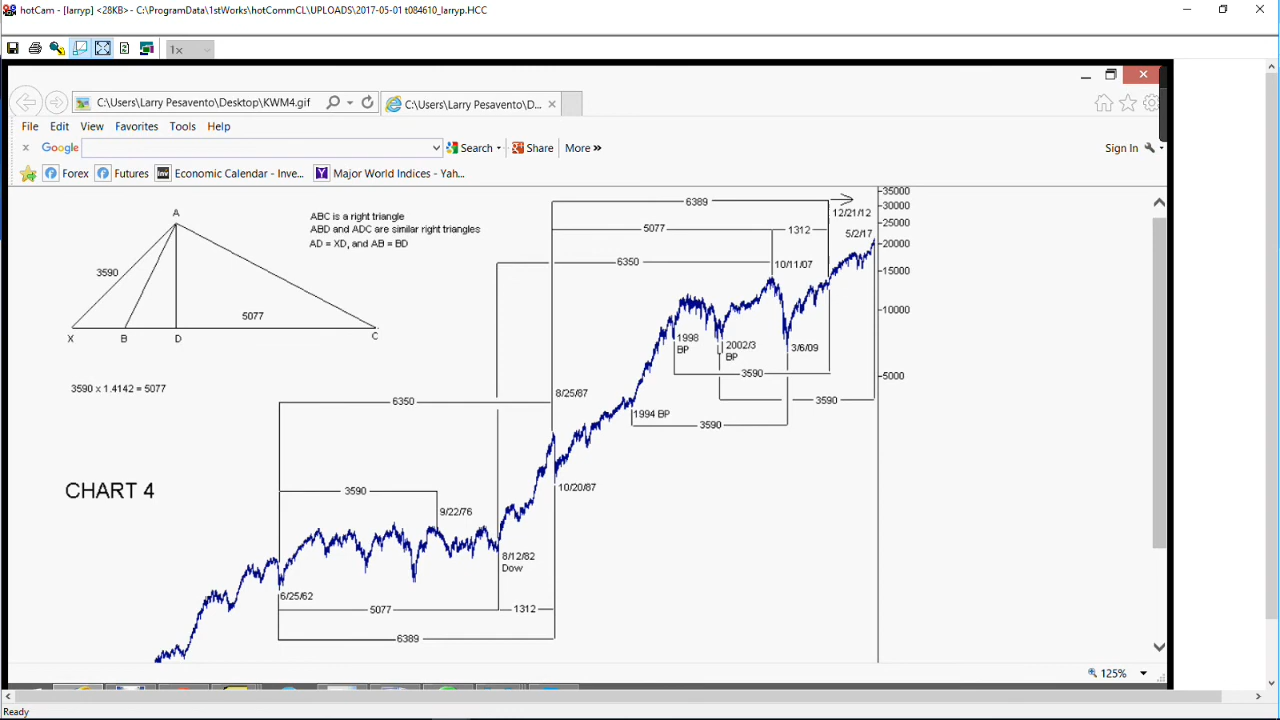 hotCam - [larryp] <28KB> - C:\ProgramData\1stWorks\hotCommCL\UPLOADS\2017-05-01 t084610_larryp.HCC
1x
C:\Users\Larry Pesavento\Desktop\KWM4.gif
C:\Users\Larry Pesavento\D...
File Edit View Favorites Tools Help
x Google Search Share More » Sign In
Forex Futures Economic Calendar - Inve... Major World Indices - Yah...
A
ABC is a right triangle
ABD and ADC are similar right triangles
AD = XD, and AB = BD
3590
5077
X B D C
3590 x 1.4142 = 5077
CHART 4
6389
12/21/12
5077
1312
5/2/17
6350
10/11/07
35000
30000
25000
20000
15000
10000
5000
1998
BP
2002/3
BP
3/6/09
3590
3590
1994 BP
3590
8/25/87
6350
10/20/87
3590
9/22/76
8/12/82
Dow
6/25/62
5077
1312
6389
125%
Ready